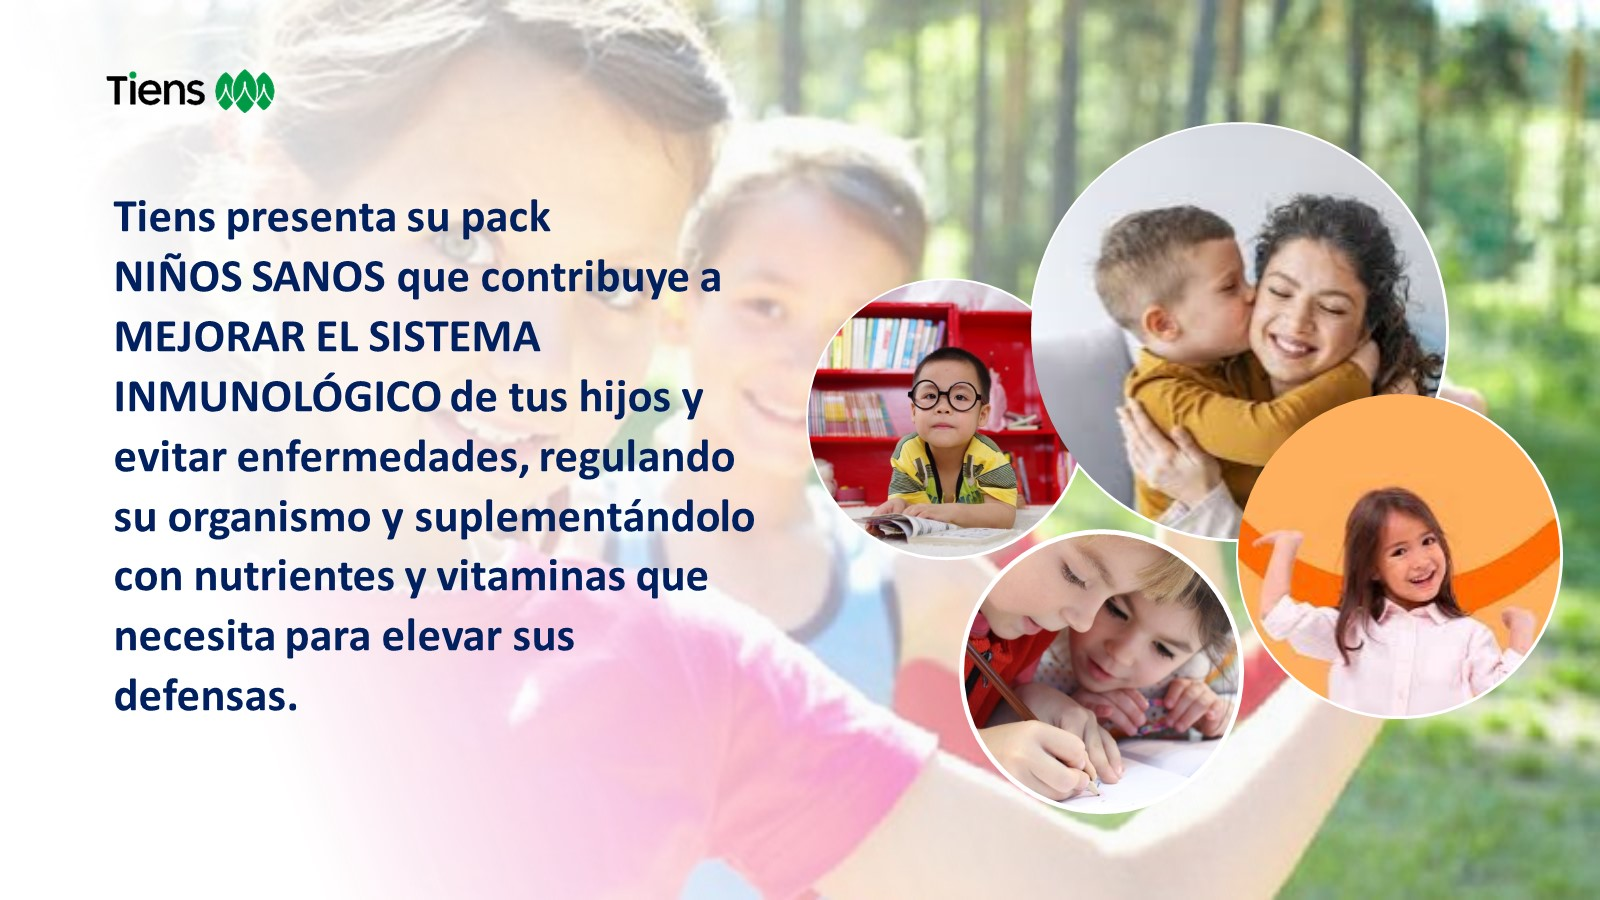 Tiens
Tiens presenta su pack
NIÑOS SANOS que contribuye a
MEJORAR EL SISTEMA
INMUNOLÓGICO de tus hijos y
evitar enfermedades, regulando
su organismo y suplementándolo
con nutrientes y vitaminas que
necesita para elevar sus
defensas.